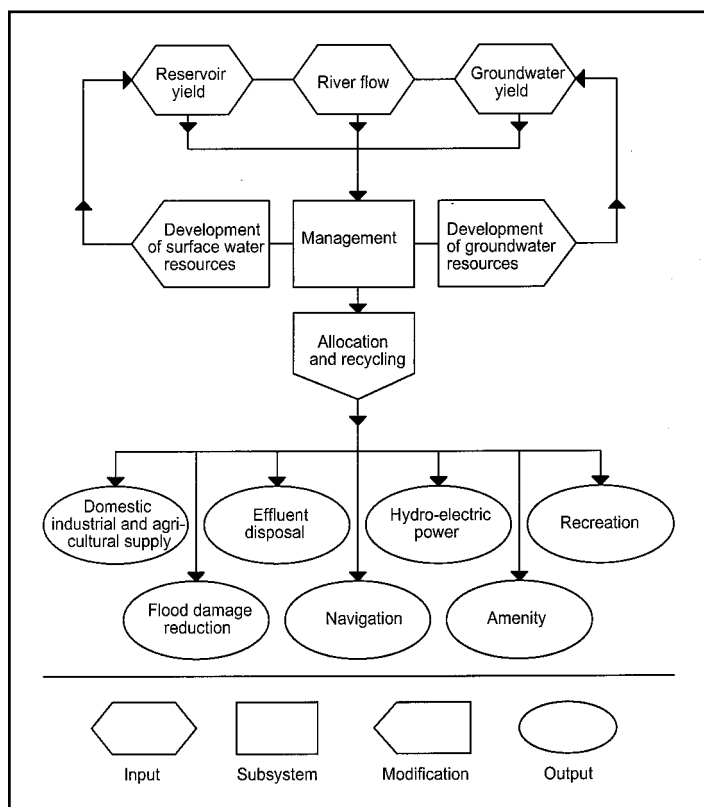 Reservoir
yield
River flow
Groundwater
yield
Development
of surface water
resources
Management
Development
of groundwater
resources
Allocation
and recycling
Domestic
industrial and agri-
cultural supply
Effluent
disposal
Hydro-electric
power
Recreation
Flood damage
reduction
Navigation
Amenity
Input
Subsystem
Modification
Output